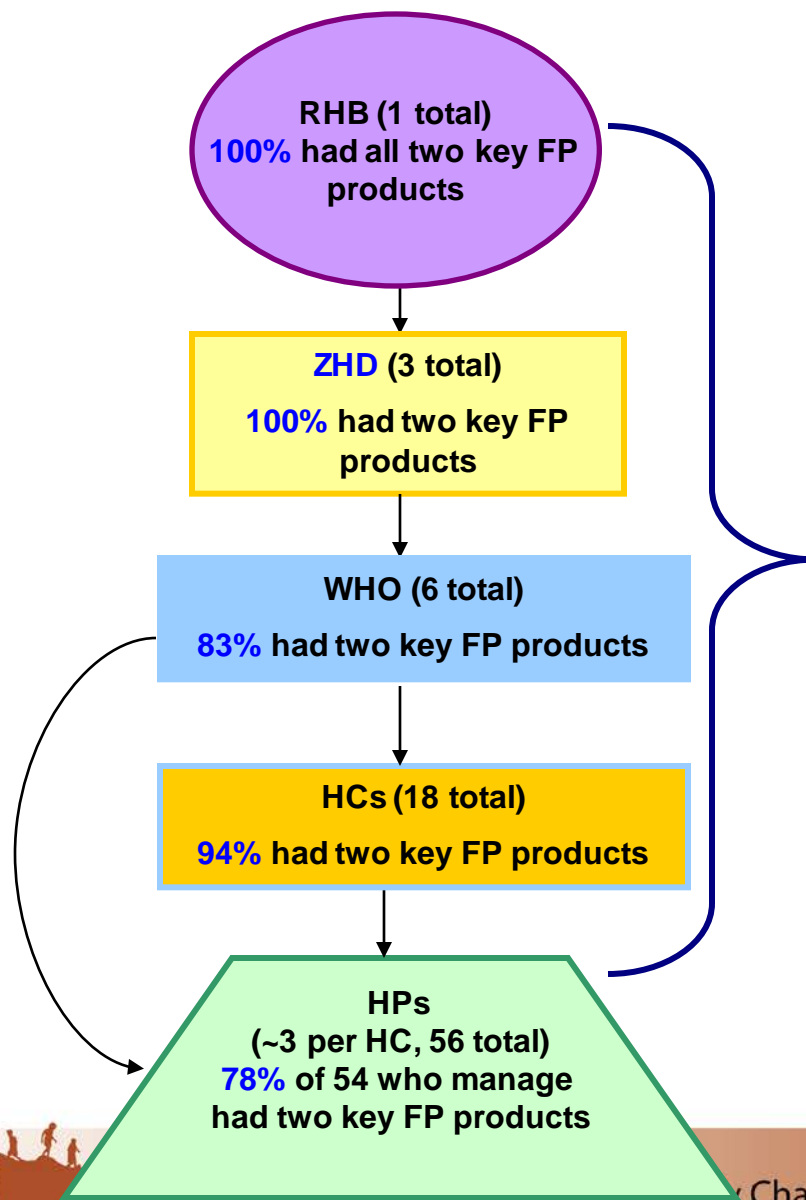 RHB (1 total)
100% had all two key FP
products
ZHD (3 total)
100% had two key FP
products
WHO (6 total)
83% had two key FP products
HCs (18 total)
94% had two key FP products
HPs
(~3 per HC, 56 total)
78% of 54 who manage
had two key FP products